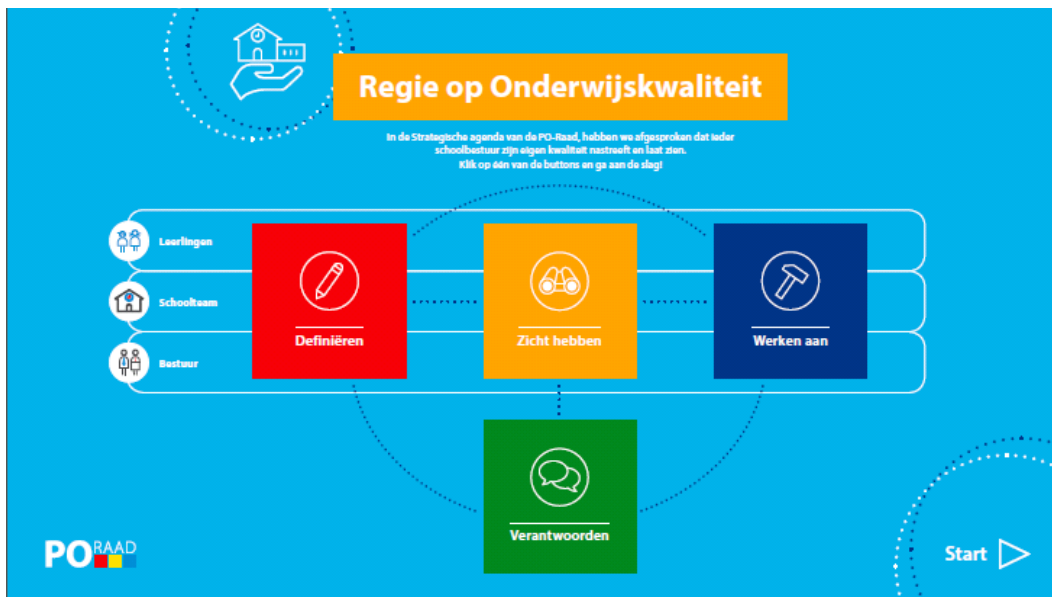 Regie op Onderwijskwaliteit
In de Strategische agenda van de PO-Raad, hebben we afgesproken dat ieder
schoolbestuur zijn eigen kwaliteit nastreeft en laat zien.
Klik op één van de buttons en ga aan de slag!
Leerlingen
Schoolteam
Bestuur
Definiëren
Zicht hebben
Werken aan
Verantwoorden
PO RAAD
Start